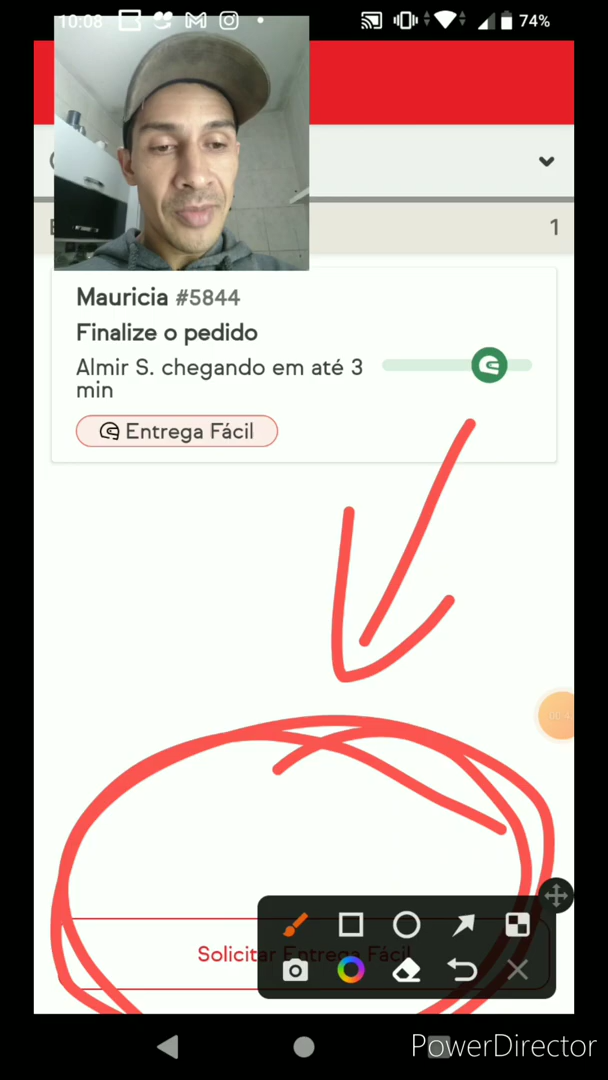 10:08
74%
1
Mauricia #5844
Finalize o pedido
Almir S. chegando em até 3
min
Entrega Fácil
Solicitar Entrega Fácil
PowerDirector